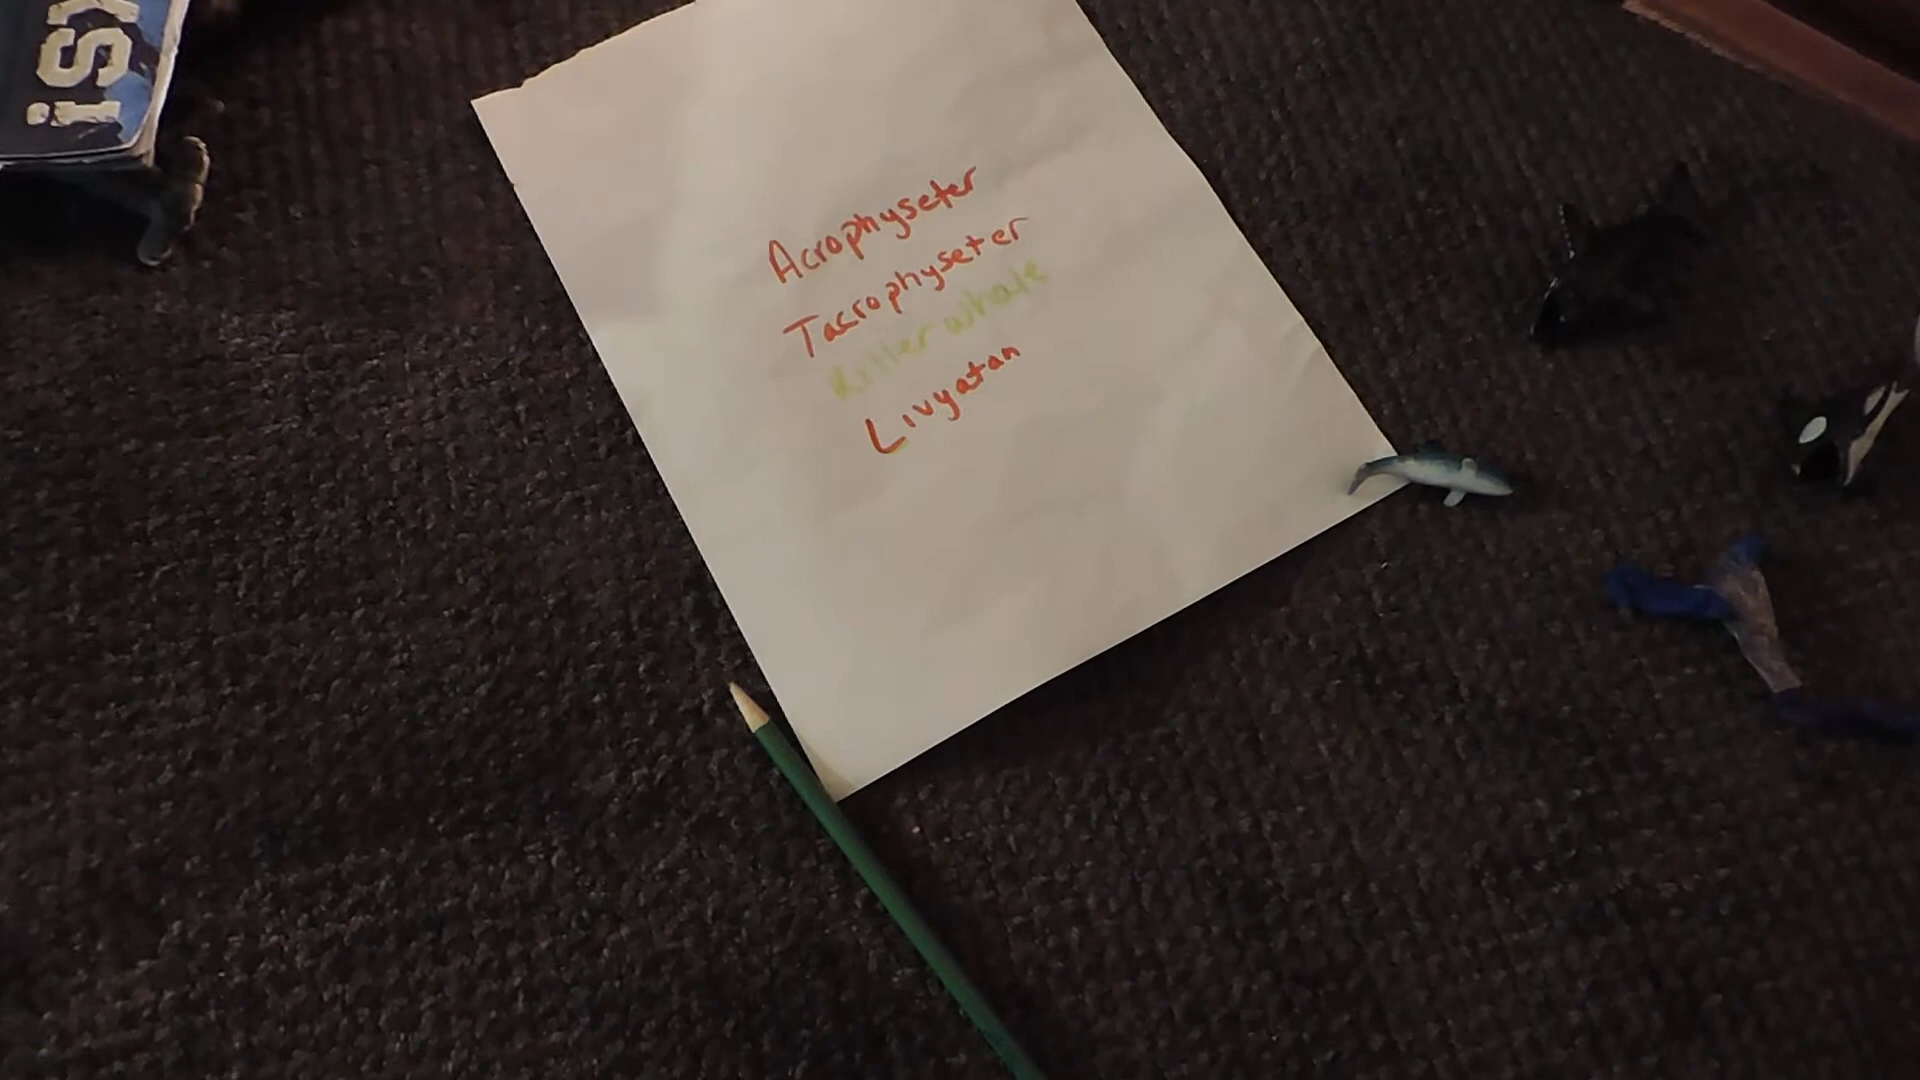 Acrophyseter
Tacrophyseter
Killer whale
Livyatan